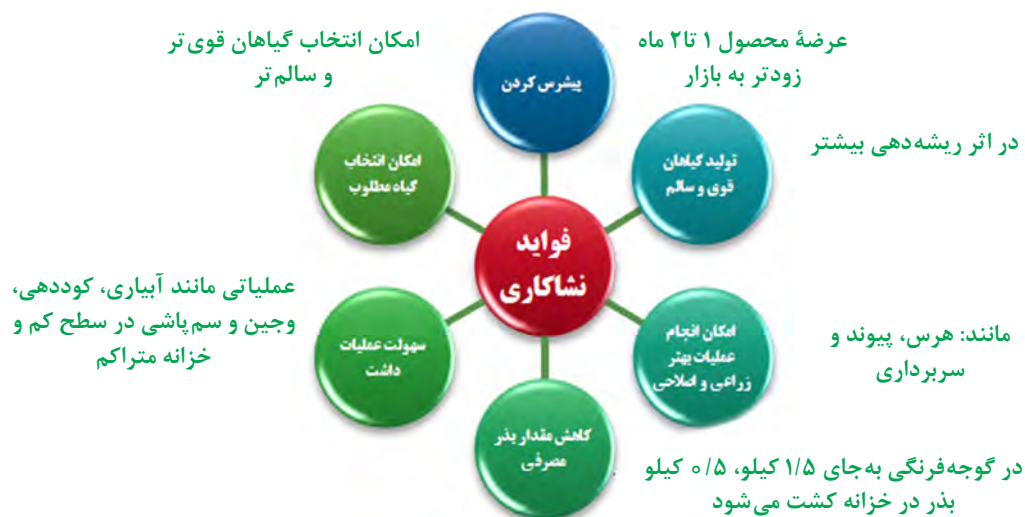 عرضهٔ محصول ۱ تا۲ ماه
زودتر به بازار
پیشرس کردن
امکان انتخاب گیاهان قوی‌تر
و سالم‌تر
در اثر ریشه‌دهی بیشتر
تولید گیاهان
قوی و سالم
امکان انتخاب
گیاه مطلوب
فواید
نشاکاری
مانند: هرس، پیوند و
سربرداری
امکان انجام
عملیات بهتر
زراعی و اصلاحی
سهولت عملیات
داشت
عملیاتی مانند آبیاری، کوددهی،
وجین و سم‌پاشی در سطح کم و
خزانه متراکم
کاهش مقدار بذر
مصرفی
در گوجه‌فرنگی به‌جای ۱/۵ کیلو، ۰/۵ کیلو
بذر در خزانه کشت می‌شود